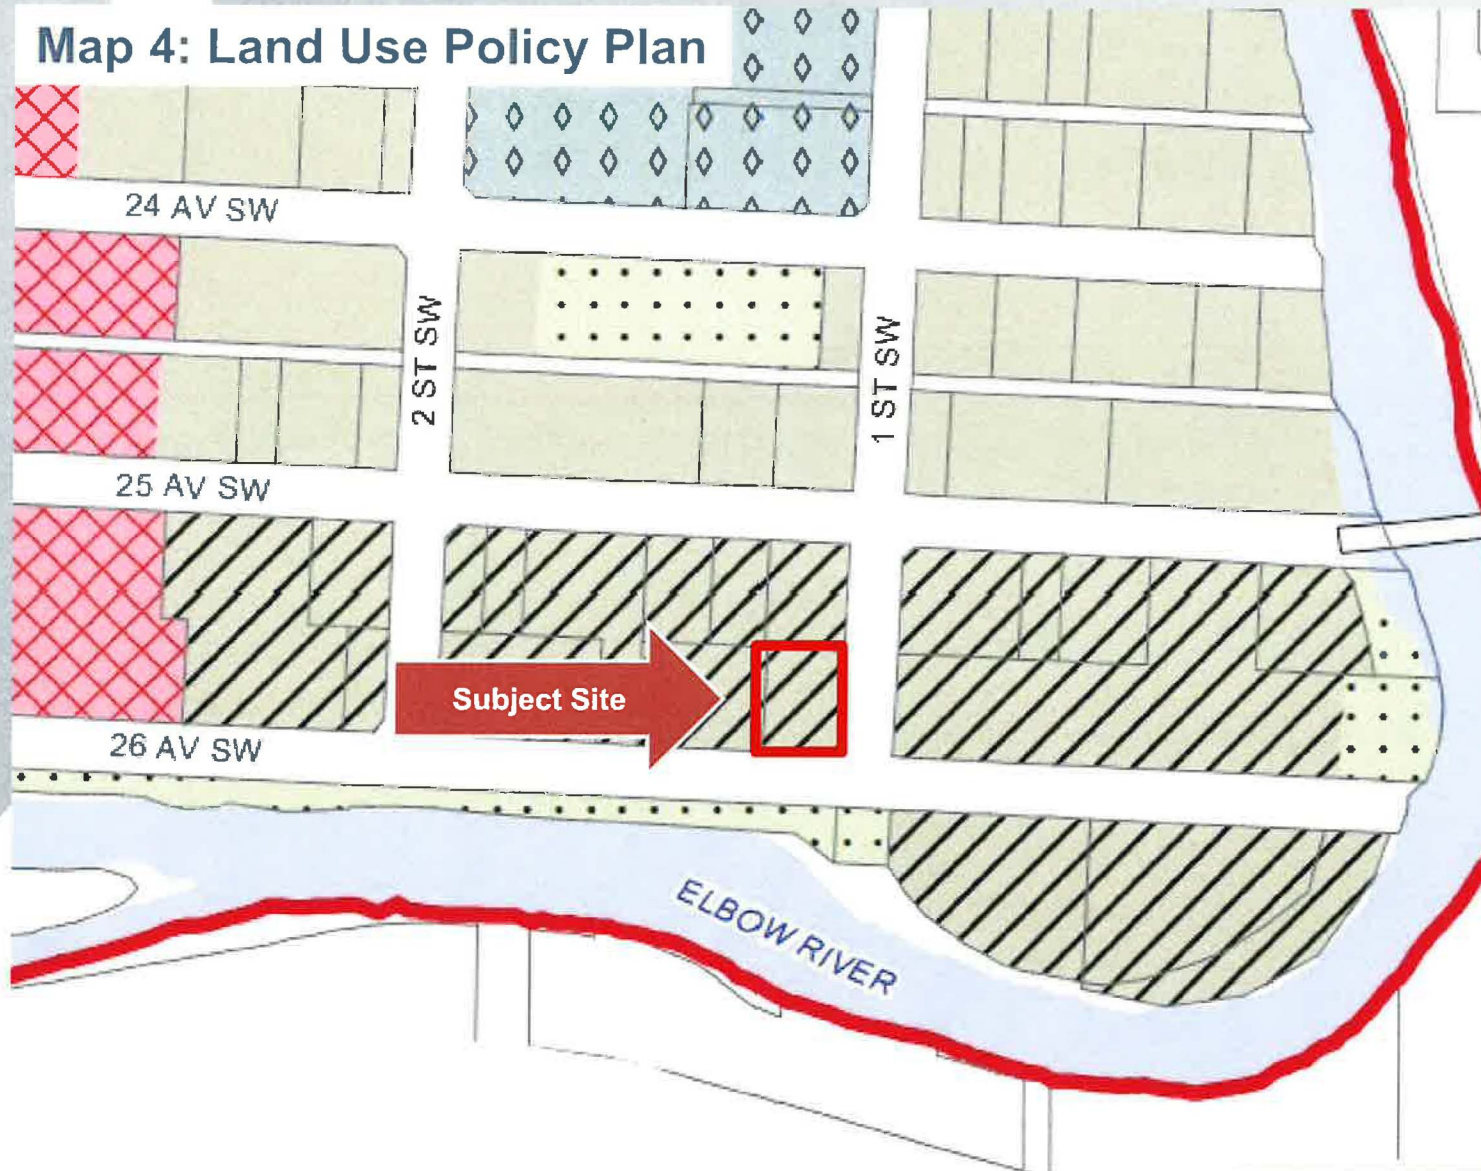 Map 4: Land Use Policy Plan
24 AV SW
2 ST SW
1 ST SW
25 AV SW
Subject Site
26 AV SW
ELBOW RIVER